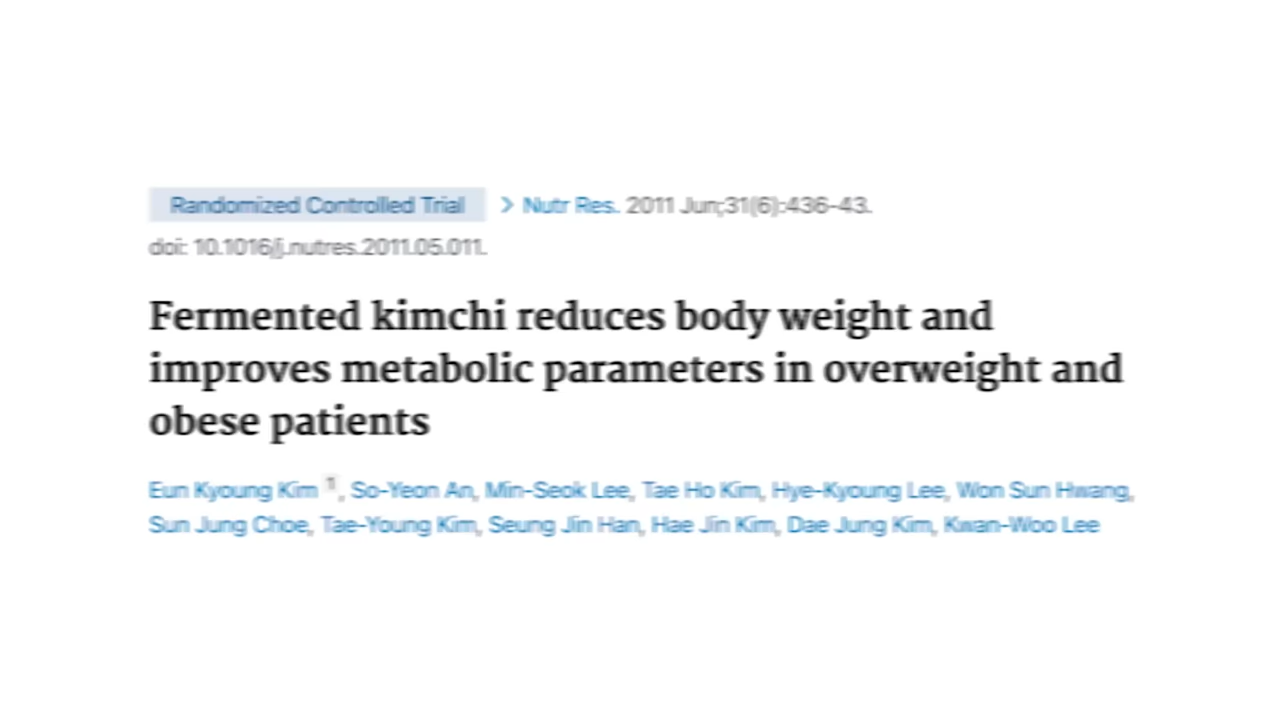 Randomized Controlled Trial > Nutr Res. 2011 Jun;31(6):436-43.
doi: 10.1016/j.nutres.2011.05.011.
Fermented kimchi reduces body weight and
improves metabolic parameters in overweight and
obese patients
Eun Kyoung Kim 1, So-Yeon An, Min-Seok Lee, Tae Ho Kim, Hye-Kyoung Lee, Won Sun Hwang,
Sun Jung Choe, Tae-Young Kim, Seung Jin Han, Hae Jin Kim, Dae Jung Kim, Kwan-Woo Lee